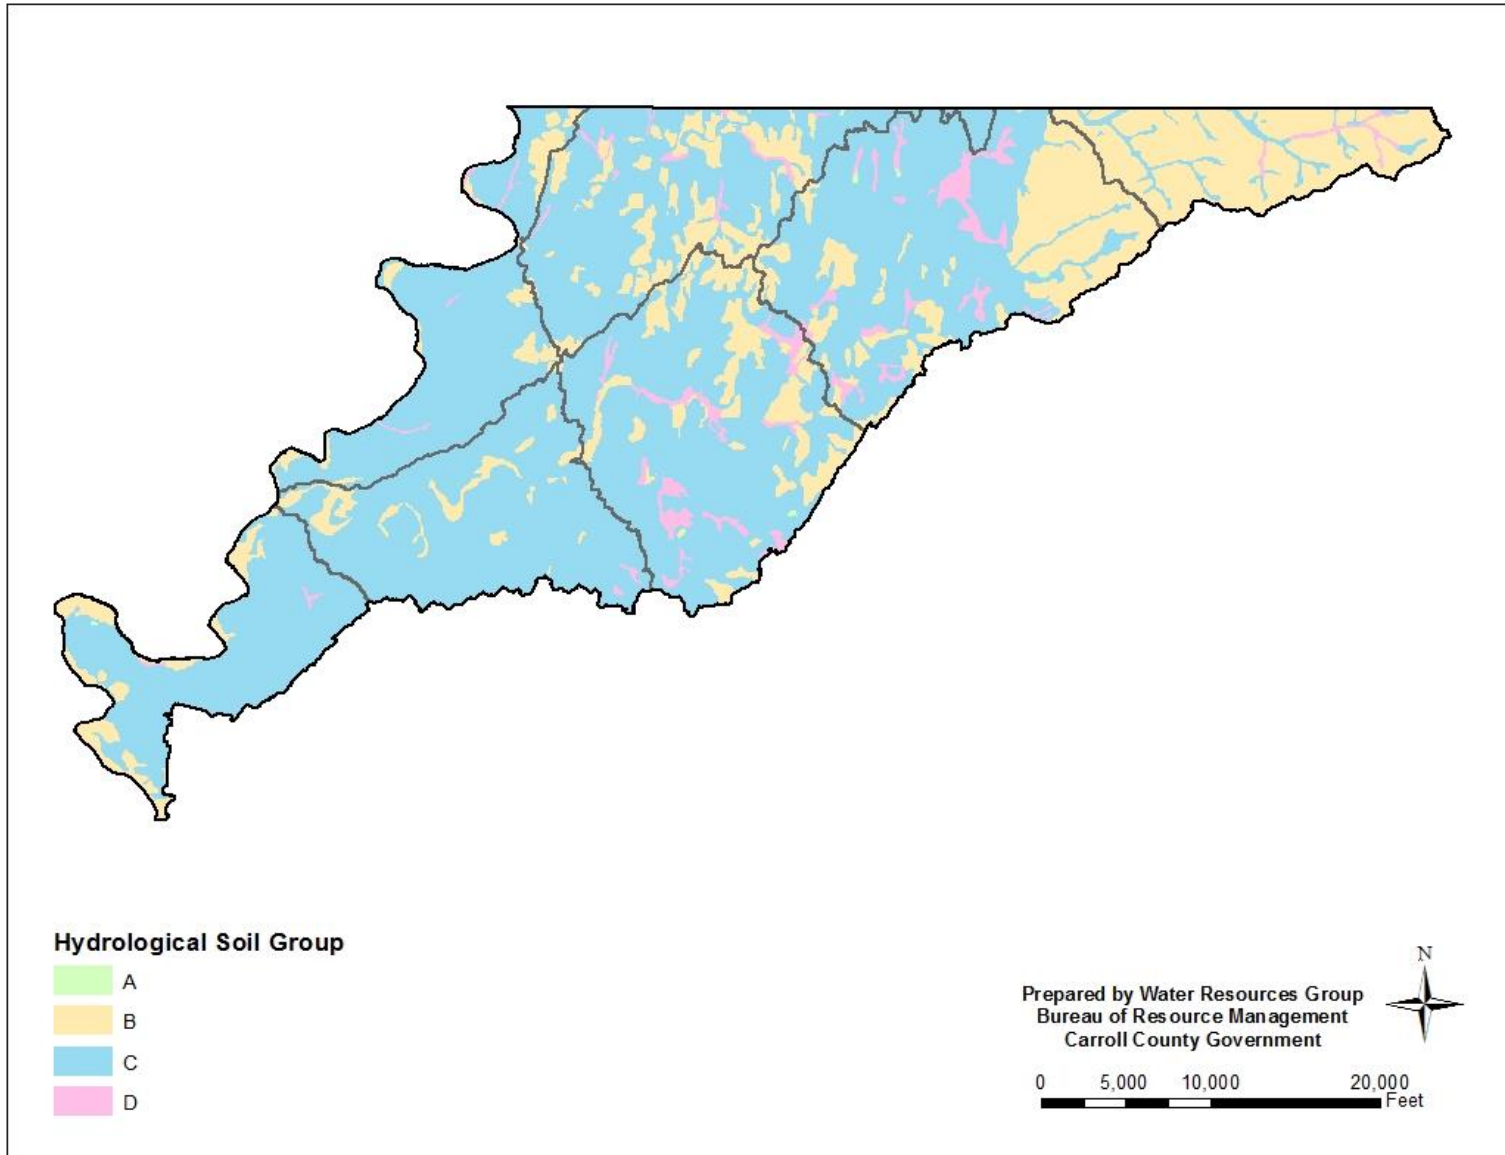 Hydrological Soil Group
A
B
C
D
N
Prepared by Water Resources Group
Bureau of Resource Management
Carroll County Government
0 5,000 10,000 20,000
Feet